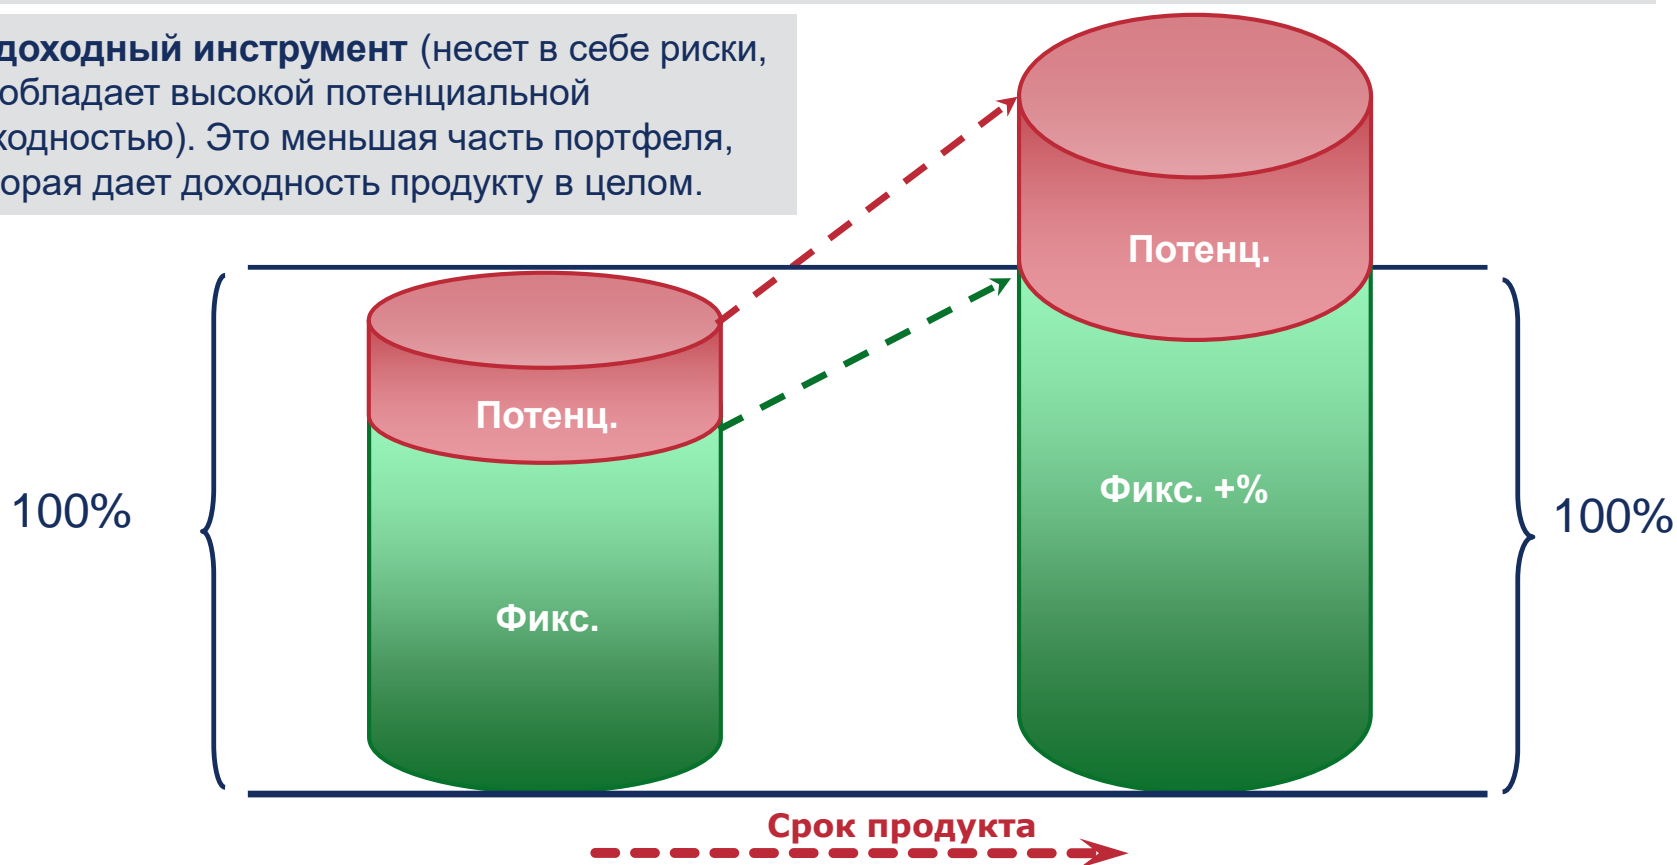 доходный инструмент (несет в себе риски,
обладает высокой потенциальной
ходностью). Это меньшая часть портфеля,
орая дает доходность продукту в целом.
Потенц.
Потенц.
Фикс. +%
100%
100%
Фикс.
Срок продукта